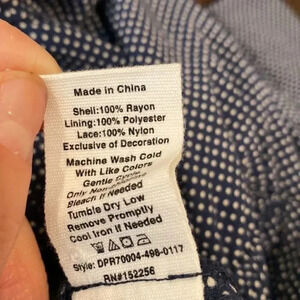 Made in China
Shell:100% Rayon
Lining:100% Polyester
Lace:100% Nylon
Exclusive of Decoration
Machine Wash Cold
With Like Colors
Gentle Cycle
Only Non-chlorine
Bleach if Needed
Tumble Dry Low
Remove Promptly
Cool Iron if Needed
Style: DPR70004-498-0117
RN#152256